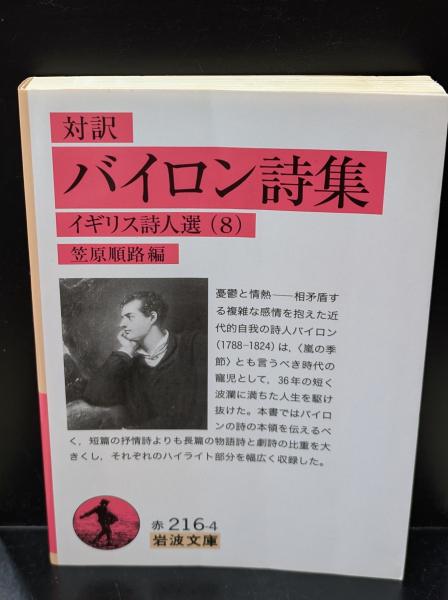 対訳
バイロン詩集
イギリス詩人選(8)
笠原順路編
憂鬱と情熱――相矛盾す
る複雑な感情を抱えた近
代的自我の詩人バイロン
(1788-1824)は,〈嵐の季
節〉とも言うべき時代の
寵児として,36年の短く
波瀾に満ちた人生を駆け
抜けた.本書ではバイロ
ンの詩の本領を伝えるべ
く,短篇の抒情詩よりも長篇の物語詩と劇詩の比重を大
きくし,それぞれのハイライト部分を幅広く収録した.
赤216-4
岩波文庫